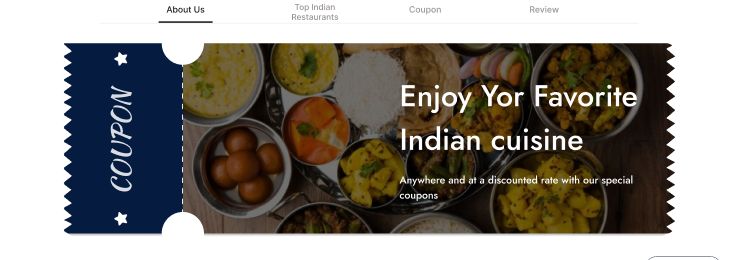 About Us
Top Indian
Restaurants
Coupon
Review
COUPON
Enjoy Yor Favorite
Indian cuisine
Anywhere and at a discounted rate with our special
coupons